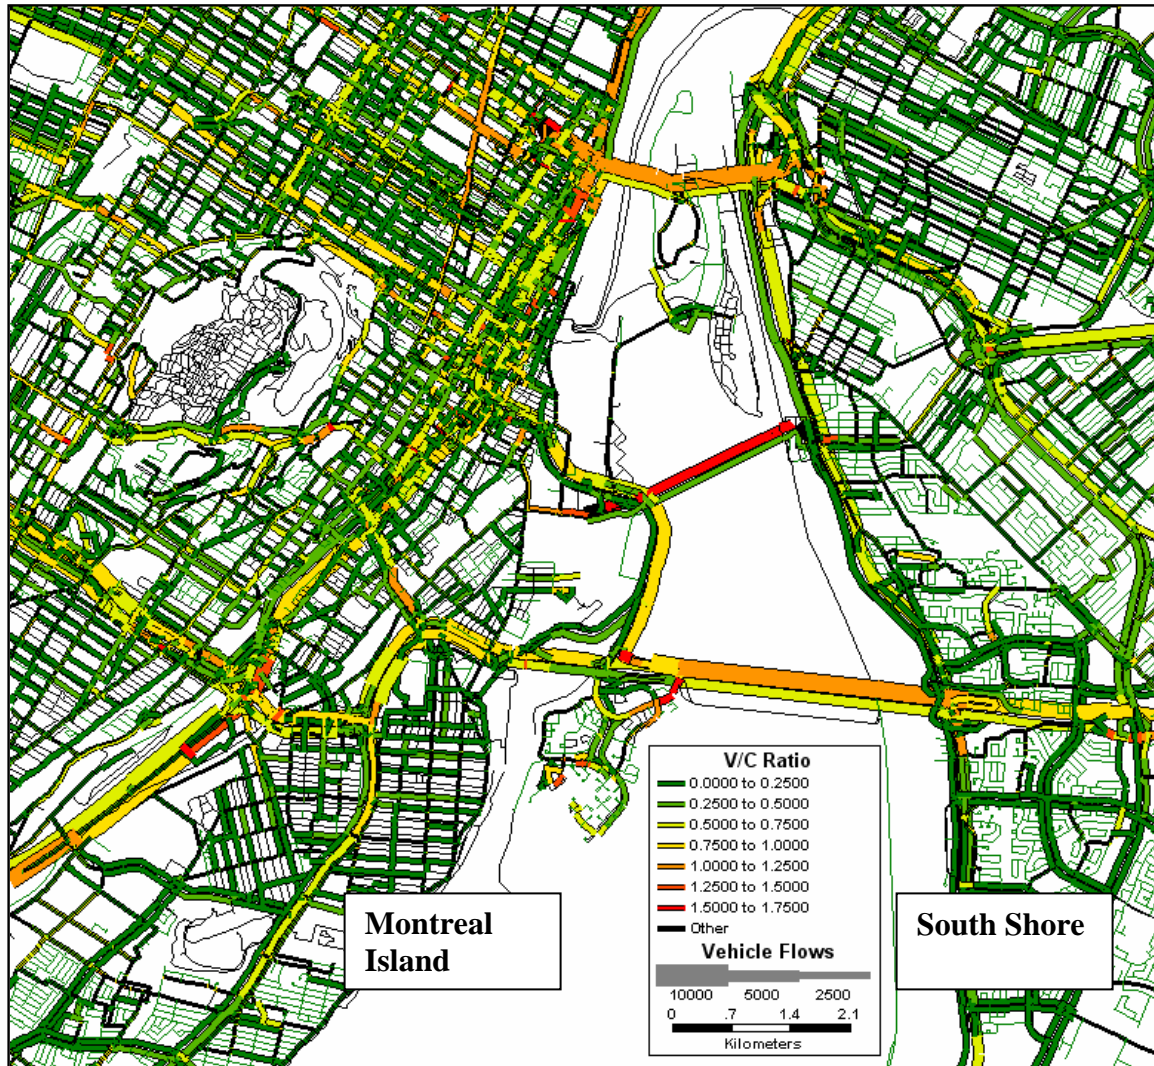 V/C Ratio
0.0000 to 0.2500
0.2500 to 0.5000
0.5000 to 0.7500
0.7500 to 1.0000
1.0000 to 1.2500
1.2500 to 1.5000
1.5000 to 1.7500
Other
Vehicle Flows
10000 5000 2500
0 .7 1.4 2.1
Kilometers
Montreal
Island
South Shore